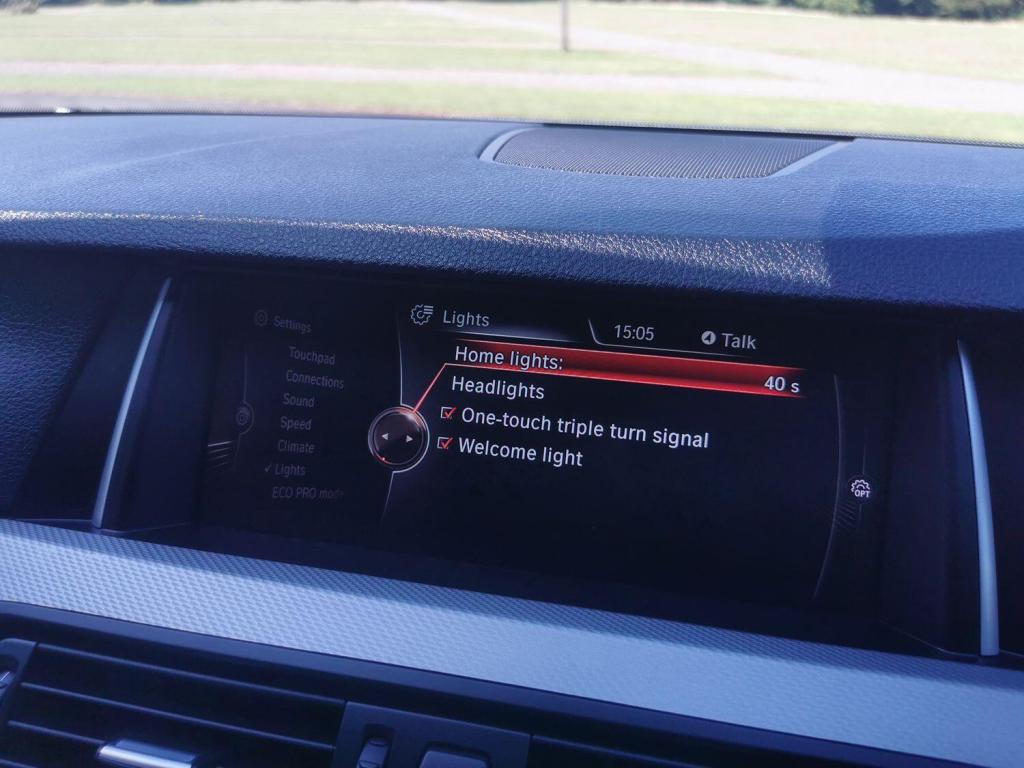 Settings
Touchpad
Connections
Sound
Speed
Climate
✓ Lights
ECO PRO mode
Lights
15:05
Talk
Home lights: 40 s
Headlights
One-touch triple turn signal
Welcome light
OPT